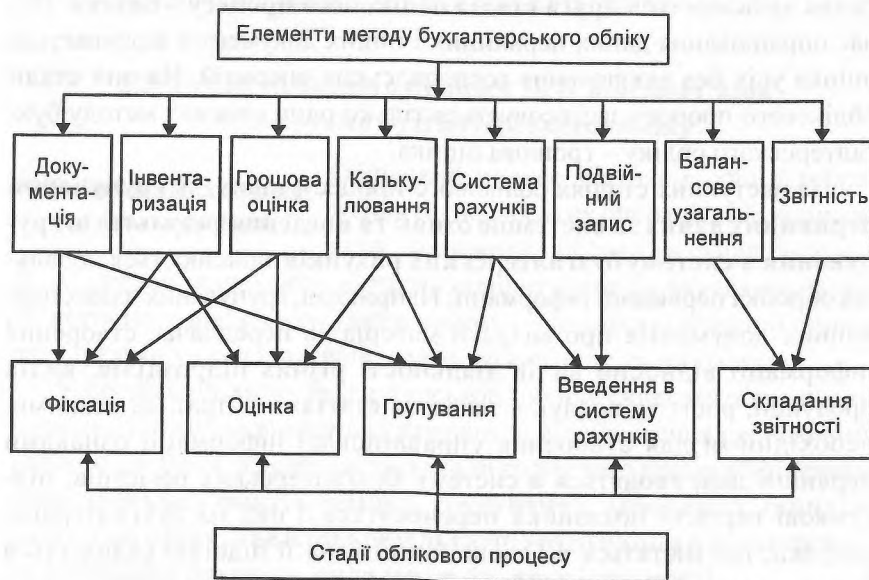 Елементи методу бухгалтерського обліку
Доку-
мента-
ція
Інвента-
ризація
Грошова
оцінка
Кальку-
лювання
Система
рахунків
Подвій-
ний
запис
Балан-
сове
узагаль-
нення
Звітність
Фіксація
Оцінка
Групування
Введення в
систему
рахунків
Складання
звітності
Стадії облікового процесу